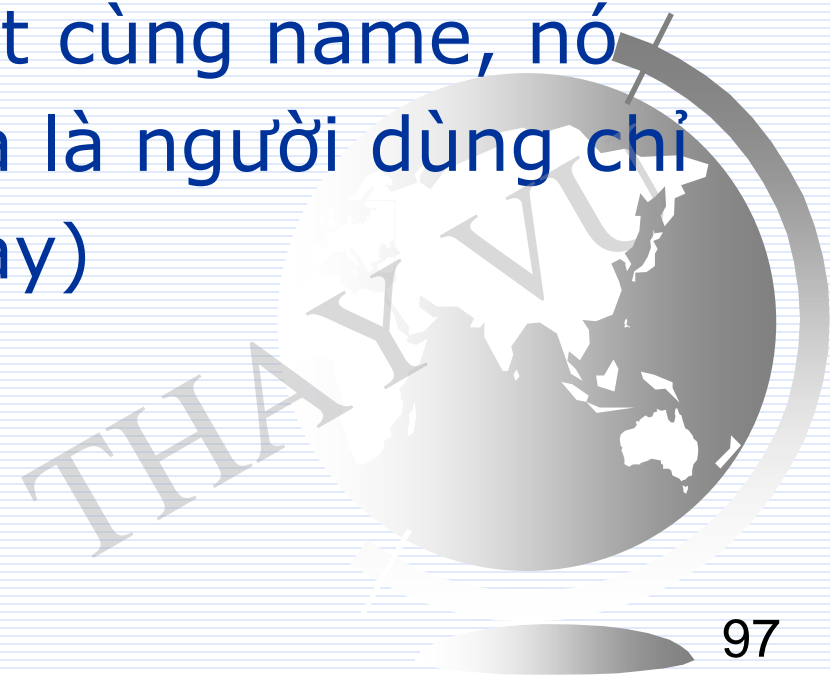 t cùng name, nó
là người dùng chỉ
ay)
THAY VU
97